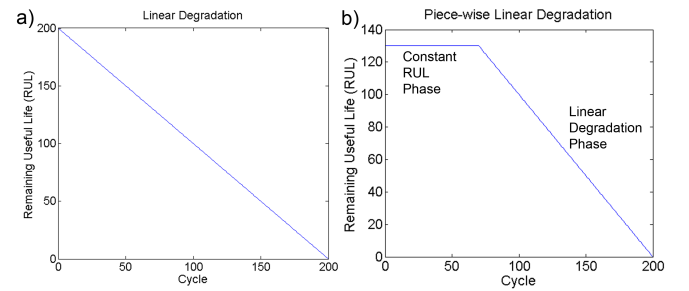 a)
Linear Degradation
Remaining Useful Life (RUL)
200
150
100
50
0
0 50 100 150 200
Cycle
b)
Piece-wise Linear Degradation
Remaining Useful Life (RUL)
140
120
100
80
60
40
20
0
Constant
RUL
Phase
Linear
Degradation
Phase
0 50 100 150 200
Cycle